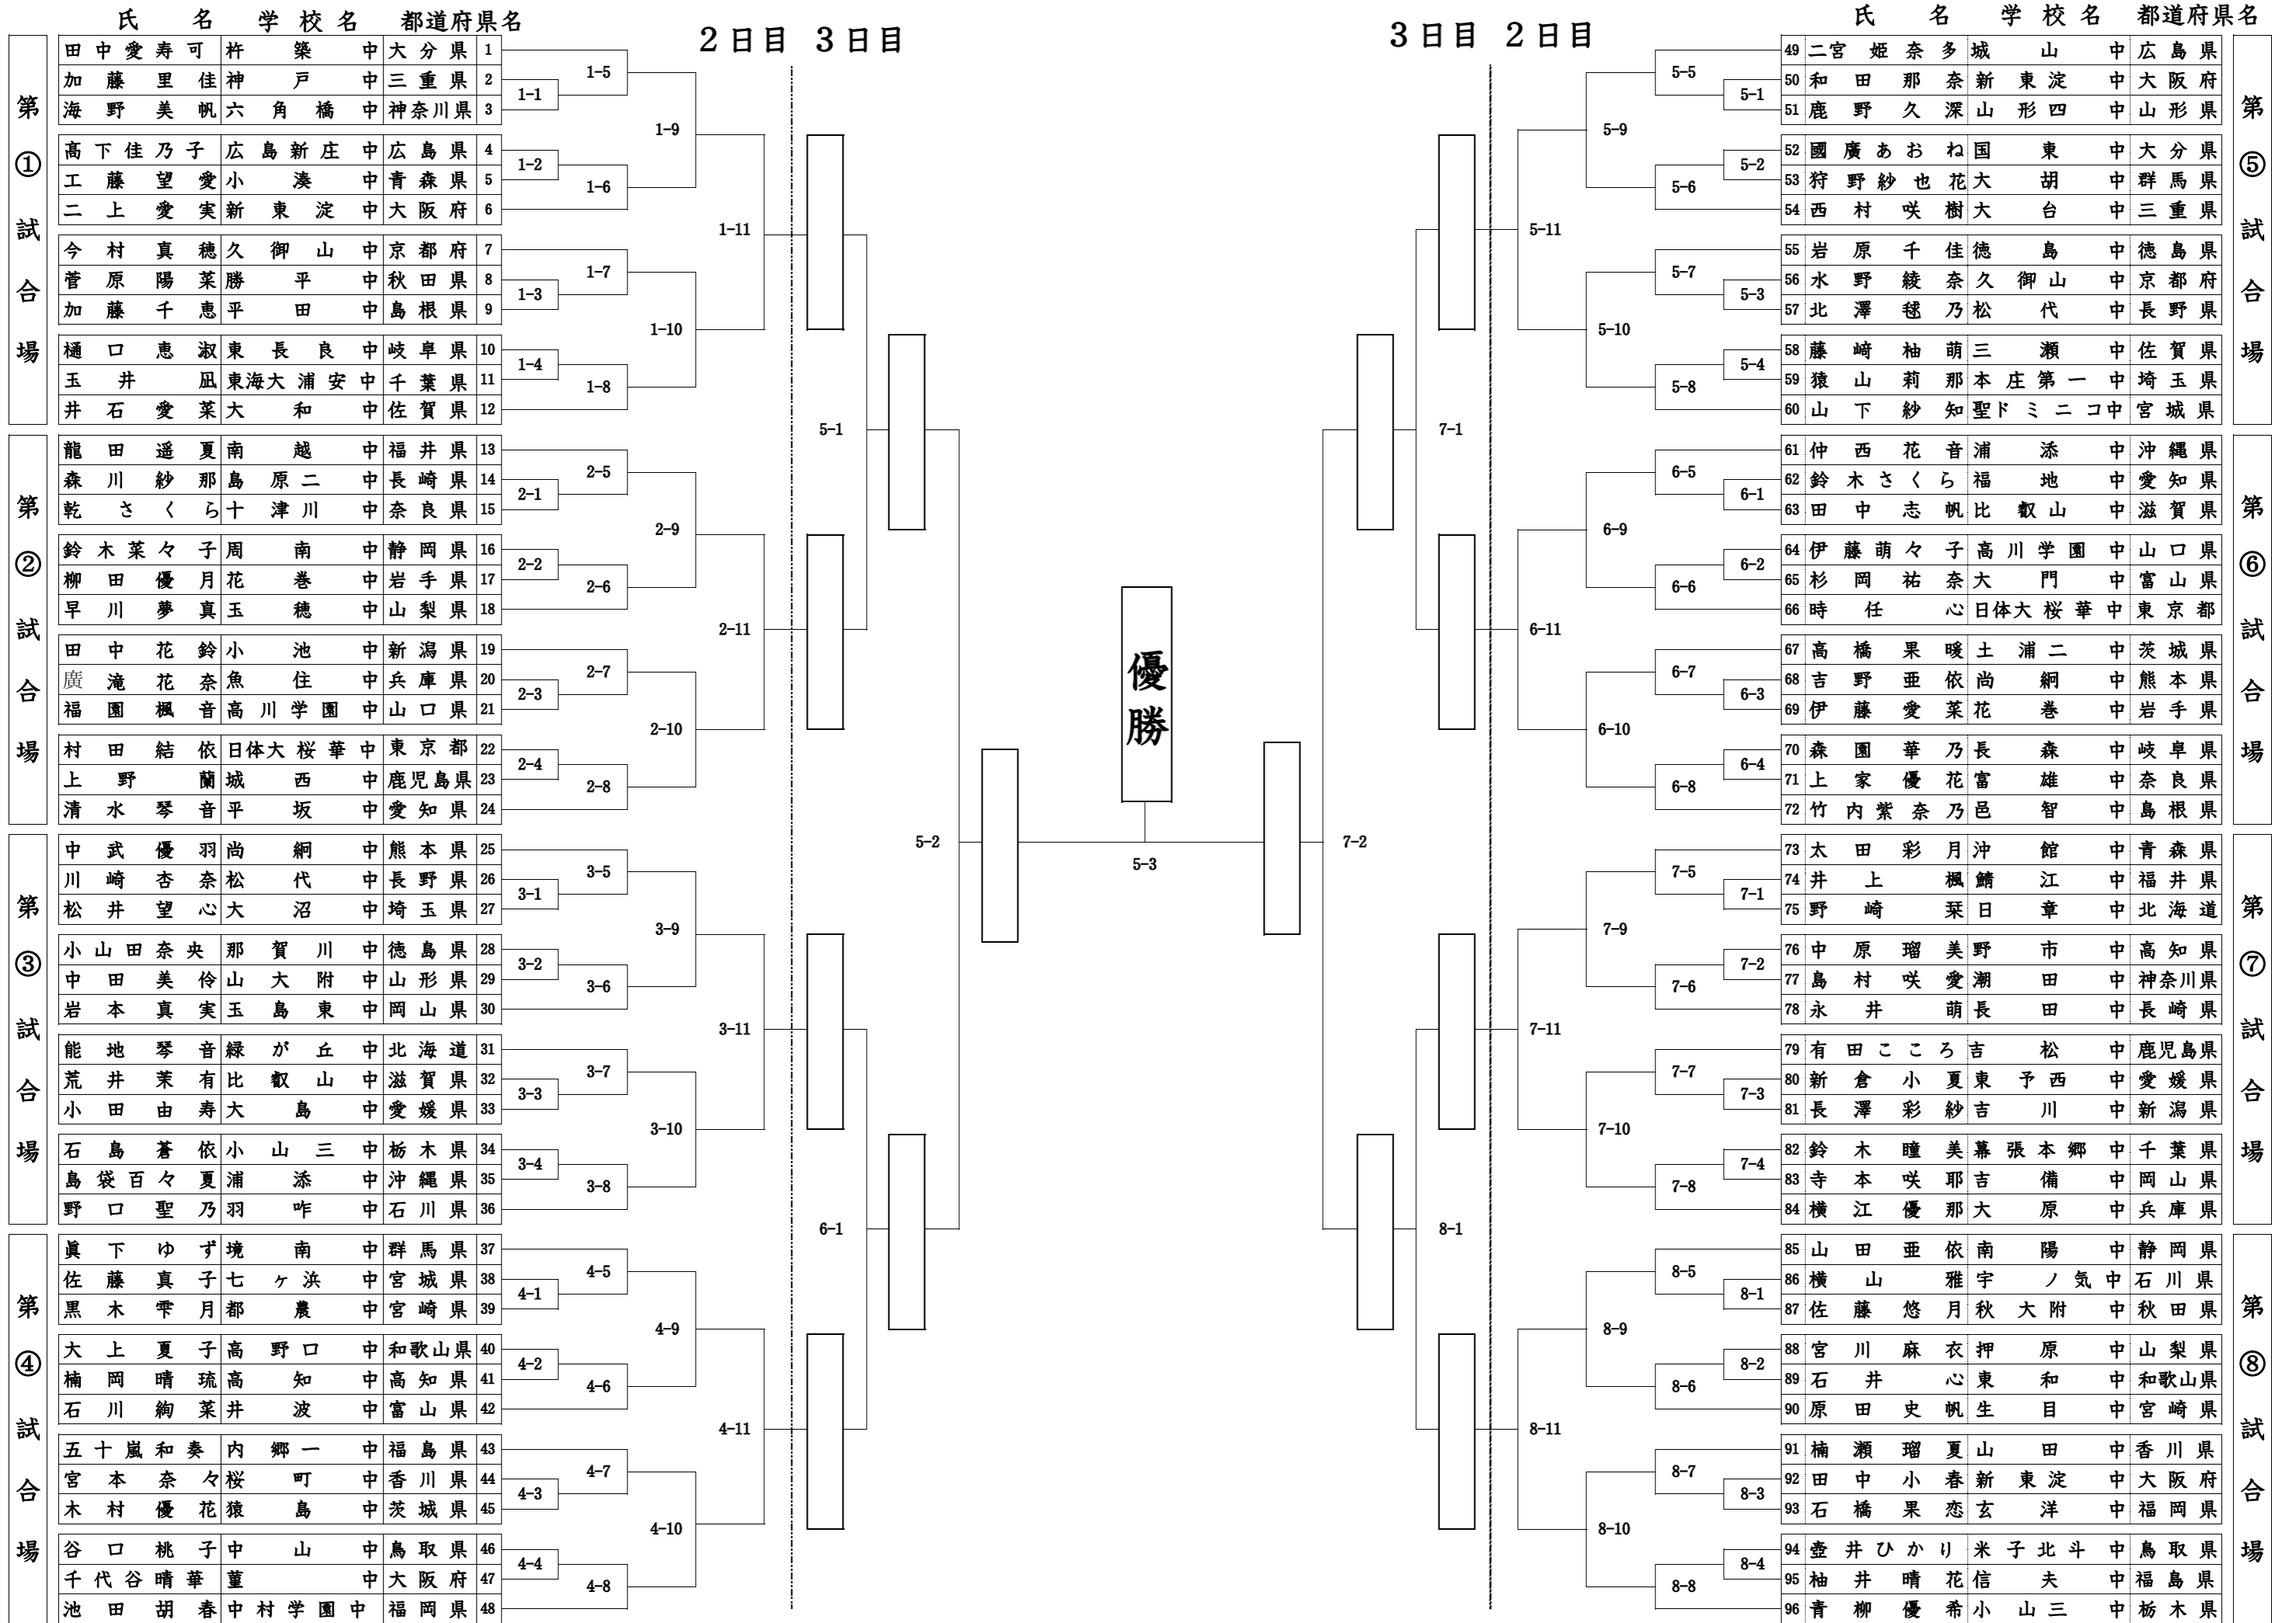 氏 名 学校名 都道府県名
2日目 3日目
第①試合場
田中愛寿可 杵築中 大分県 1
加藤里佳 神戸中 三重県 2
海野美帆 六角橋中 神奈川県 3
髙下佳乃子 広島新庄中 広島県 4
工藤望愛 小湊中 青森県 5
二上愛実 新東淀中 大阪府 6
今村真穂 久御山中 京都府 7
菅原陽菜 勝平中 秋田県 8
加藤千恵 平田中 島根県 9
樋口恵淑 東長良中 岐阜県 10
玉井凪 東海大浦安中 千葉県 11
井石愛菜 大和中 佐賀県 12
1-5
1-1
1-9
1-2
1-6
1-11
1-7
1-3
1-10
1-4
1-8
5-1
第②試合場
龍田遥夏 南越中 福井県 13
森川紗那 島原二中 長崎県 14
乾さくら 十津川中 奈良県 15
鈴木菜々子 周南中 静岡県 16
柳田優月 花巻中 岩手県 17
早川夢真 玉穂中 山梨県 18
田中花鈴 小池中 新潟県 19
廣滝花奈 魚住中 兵庫県 20
福園楓音 高川学園中 山口県 21
村田結依 日体大桜華中 東京都 22
上野蘭 城西中 鹿児島県 23
清水琴音 平坂中 愛知県 24
2-5
2-1
2-9
2-2
2-6
2-11
2-7
2-3
2-10
2-4
2-8
5-2
第③試合場
中武優羽 尚絅中 熊本県 25
川崎杏奈 松代中 長野県 26
松井望心 大沼中 埼玉県 27
小山田奈央 那賀川中 徳島県 28
中田美伶 山大附中 山形県 29
岩本真実 玉島東中 岡山県 30
能地琴音 緑が丘中 北海道 31
荒井茉有 比叡山中 滋賀県 32
小田由寿 大島中 愛媛県 33
石島蒼依 小山三中 栃木県 34
島袋百々夏 浦添中 沖縄県 35
野口聖乃 羽咋中 石川県 36
3-5
3-1
3-9
3-2
3-6
3-11
3-7
3-3
3-10
3-4
3-8
6-1
第④試合場
眞下ゆず 境南中 群馬県 37
佐藤真子 七ヶ浜中 宮城県 38
黒木雫月 都農中 宮崎県 39
大上夏子 高野口中 和歌山県 40
楠岡晴琉 高知中 高知県 41
石川絢菜 井波中 富山県 42
五十嵐和奏 内郷一中 福島県 43
宮本奈々 桜町中 香川県 44
木村優花 猿島中 茨城県 45
谷口桃子 中山中 鳥取県 46
千代谷晴華 菫中 大阪府 47
池田胡春 中村学園中 福岡県 48
4-5
4-1
4-9
4-2
4-6
4-11
4-7
4-3
4-10
4-4
4-8
優勝
5-3
氏 名 学校名 都道府県名
3日目 2日目
第⑤試合場
49 二宮姫奈多 城山中 広島県
50 和田那奈 新東淀中 大阪府
51 鹿野久深 山形四中 山形県
52 國廣あおね 国東中 大分県
53 狩野紗也花 大胡中 群馬県
54 西村咲樹 大台中 三重県
55 岩原千佳 徳島中 徳島県
56 水野綾奈 久御山中 京都府
57 北澤毬乃 松代中 長野県
58 藤﨑柚萌 三瀬中 佐賀県
59 猿山莉那 本庄第一中 埼玉県
60 山下紗知 聖ドミニコ中 宮城県
5-5
5-1
5-9
5-2
5-6
5-11
5-7
5-3
5-10
5-4
5-8
7-1
第⑥試合場
61 仲西花音 浦添中 沖縄県
62 鈴木さくら 福地中 愛知県
63 田中志帆 比叡山中 滋賀県
64 伊藤萌々子 高川学園中 山口県
65 杉岡祐奈 大門中 富山県
66 時任心 日体大桜華中 東京都
67 高橋果暖 土浦二中 茨城県
68 吉野亜依 尚絅中 熊本県
69 伊藤愛菜 花巻中 岩手県
70 森園華乃 長森中 岐阜県
71 上家優花 富雄中 奈良県
72 竹内紫奈乃 邑智中 島根県
6-5
6-1
6-9
6-2
6-6
6-11
6-7
6-3
6-10
6-4
6-8
7-2
第⑦試合場
73 太田彩月 沖館中 青森県
74 井上楓 鯖江中 福井県
75 野崎栞 日章中 北海道
76 中原瑠美 野市中 高知県
77 島村咲愛 潮田中 神奈川県
78 永井萌 長田中 長崎県
79 有田こころ 吉松中 鹿児島県
80 新倉小夏 東予西中 愛媛県
81 長澤彩紗 吉川中 新潟県
82 鈴木瞳美 幕張本郷中 千葉県
83 寺本咲耶 吉備中 岡山県
84 横江優那 大原中 兵庫県
7-5
7-1
7-9
7-2
7-6
7-11
7-7
7-3
7-10
7-4
7-8
8-1
第⑧試合場
85 山田亜依 南陽中 静岡県
86 横山雅 宇ノ気中 石川県
87 佐藤悠月 秋大附中 秋田県
88 宮川麻衣 押原中 山梨県
89 石井心 東和中 和歌山県
90 原田史帆 生目中 宮崎県
91 楠瀬瑠夏 山田中 香川県
92 田中小春 新東淀中 大阪府
93 石橋果恋 玄洋中 福岡県
94 壺井ひかり 米子北斗中 鳥取県
95 柚井晴花 信夫中 福島県
96 青柳優希 小山三中 栃木県
8-5
8-1
8-9
8-2
8-6
8-11
8-7
8-3
8-10
8-4
8-8